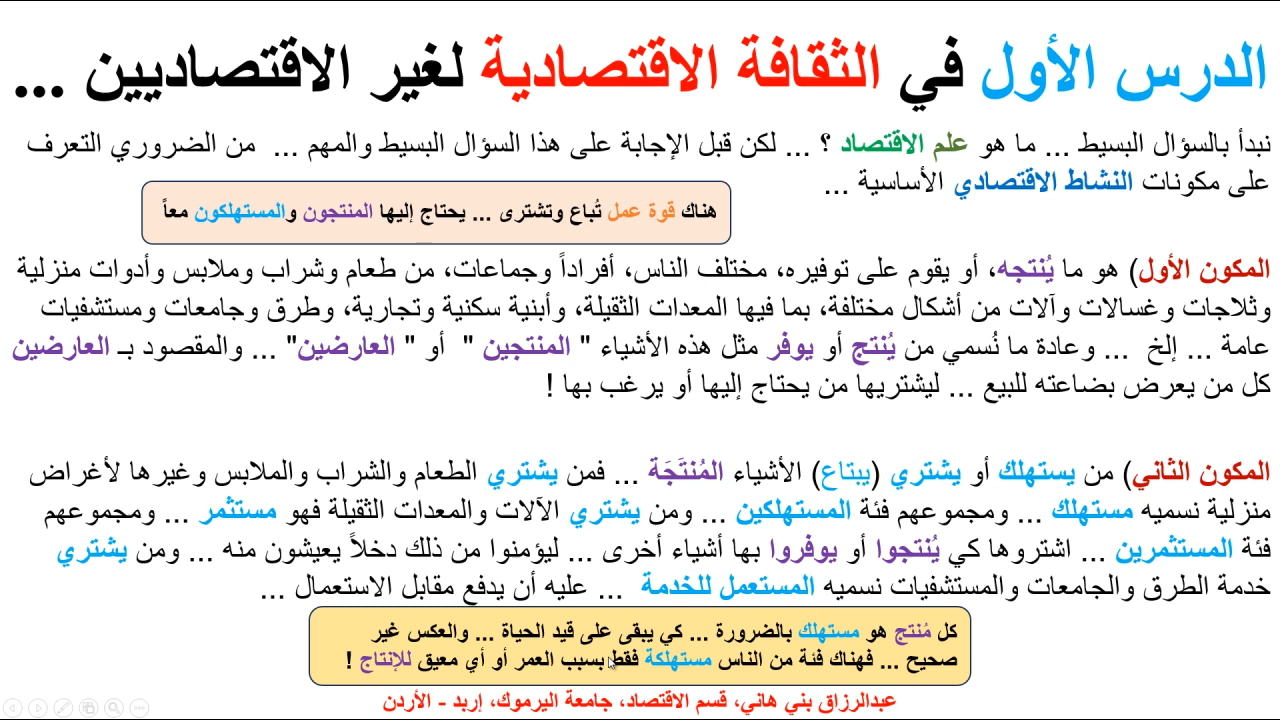 الدرس الأول في الثقافة الاقتصادية لغير الاقتصاديين ...
نبدأ بالسؤال البسيط ... ما هو علم الاقتصاد ؟ ... لكن قبل الإجابة على هذا السؤال البسيط والمهم ... من الضروري التعرف
على مكونات النشاط الاقتصادي الأساسية ...
هناك قوة عمل تُباع وتشترى ... يحتاج إليها المنتجون والمستهلكون معاً
المكون الأول) هو ما يُنتجه، أو يقوم على توفيره، مختلف الناس، أفراداً وجماعات، من طعام وشراب وملابس وأدوات منزلية
وثلاجات وغسالات وآلات من أشكال مختلفة، بما فيها المعدات الثقيلة، وأبنية سكنية وتجارية، وطرق وجامعات ومستشفيات
عامة ... إلخ ... وعادة ما نُسمي من يُنتج أو يوفر مثل هذه الأشياء " المنتجين " أو " العارضين" ... والمقصود بـ العارضين
كل من يعرض بضاعته للبيع ... ليشتريها من يحتاج إليها أو يرغب بها !
المكون الثاني) من يستهلك أو يشتري (يبتاع) الأشياء المُنتَجَة ... فمن يشتري الطعام والشراب والملابس وغيرها لأغراض
منزلية نسميه مستهلك ... ومجموعهم فئة المستهلكين ... ومن يشتري الآلات والمعدات الثقيلة فهو مستثمر ... ومجموعهم
فئة المستثمرين ... اشتروها كي يُنتجوا أو يوفروا بها أشياء أخرى ... ليؤمنوا من ذلك دخلاً يعيشون منه ... ومن يشتري
خدمة الطرق والجامعات والمستشفيات نسميه المستعمل للخدمة ... عليه أن يدفع مقابل الاستعمال ...
كل مُنتج هو مستهلك بالضرورة ... كي يبقى على قيد الحياة ... والعكس غير
صحيح ... فهناك فئة من الناس مستهلكة فقط بسبب العمر أو أي معيق للإنتاج !
عبدالرزاق بني هاني، قسم الاقتصاد، جامعة اليرموك، إربد - الأردن